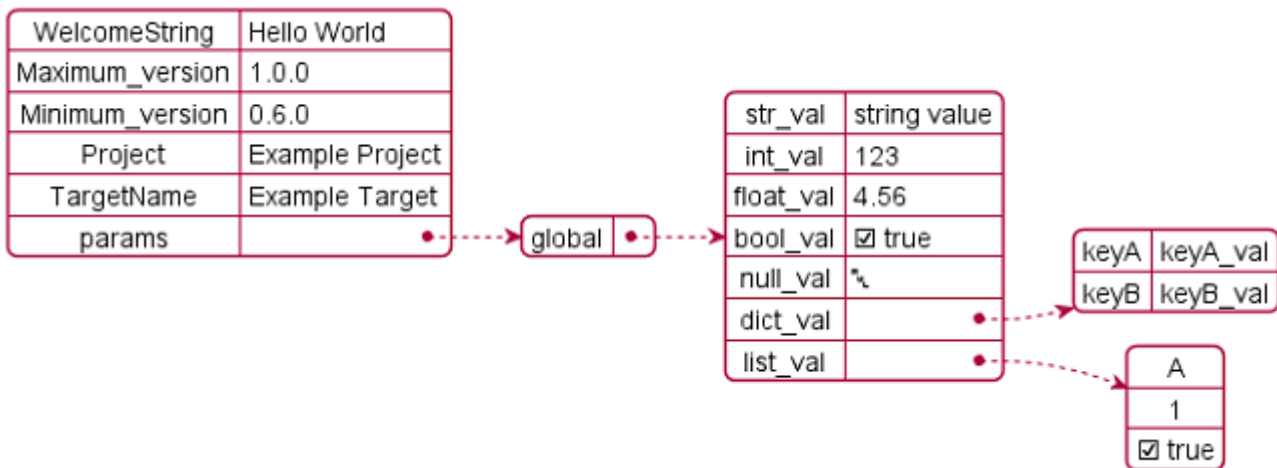 WelcomeString Hello World
Maximum_version 1.0.0
Minimum_version 0.6.0
Project Example Project
TargetName Example Target
params
global
str_val string value
int_val 123
float_val 4.56
bool_val ☑ true
null_val ␀
dict_val
list_val
keyA keyA_val
keyB keyB_val
A
1
☑ true